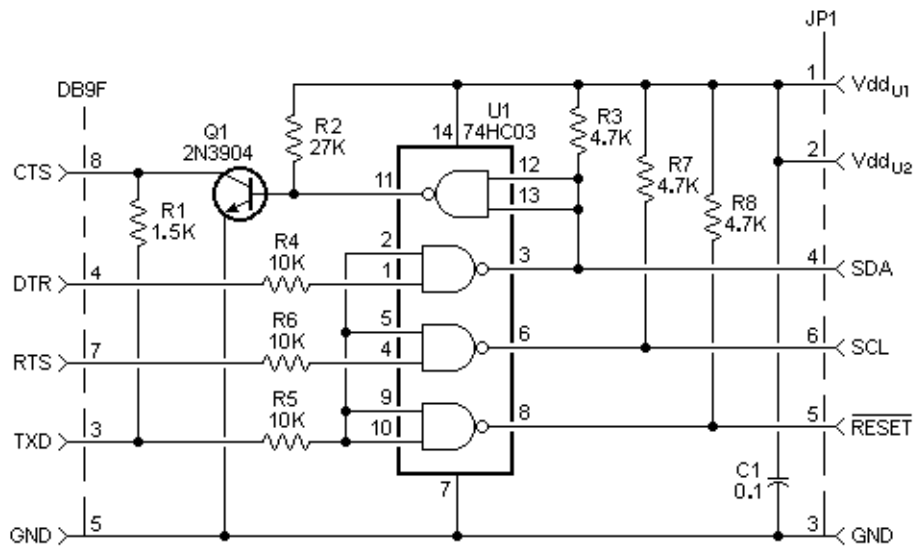 JP1
DB9F
1 Vdd U1
U1
Q1
2N3904
R2
27K
14 74HC03
R3
4.7K
2 Vdd U2
CTS 8
11
12
13
R7
4.7K
R1
1.5K
R8
4.7K
2
R4
10K
DTR 4
1
3
4 SDA
R6
10K
5
RTS 7
4
6
6 SCL
R5
10K
9
TXD 3
10
8
5 RESET
C1
0.1
7
GND 5
3 GND